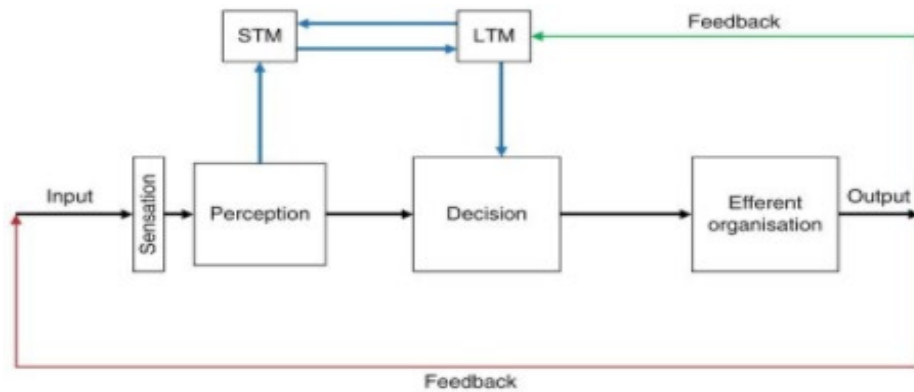 Feedback
STM
LTM
Input
Sensation
Perception
Decision
Efferent
organisation
Output
Feedback